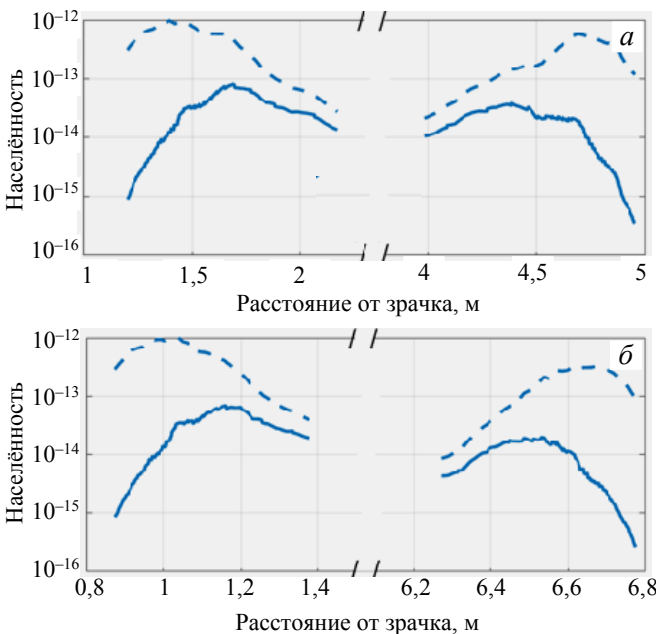 10⁻¹²
а
10⁻¹³
10⁻¹⁴
10⁻¹⁵
10⁻¹⁶
Населённость
1 1,5 2 4 4,5 5
Расстояние от зрачка, м
10⁻¹²
б
10⁻¹³
10⁻¹⁴
10⁻¹⁵
10⁻¹⁶
Населённость
0,8 1 1,2 1,4 6,2 6,4 6,6 6,8
Расстояние от зрачка, м